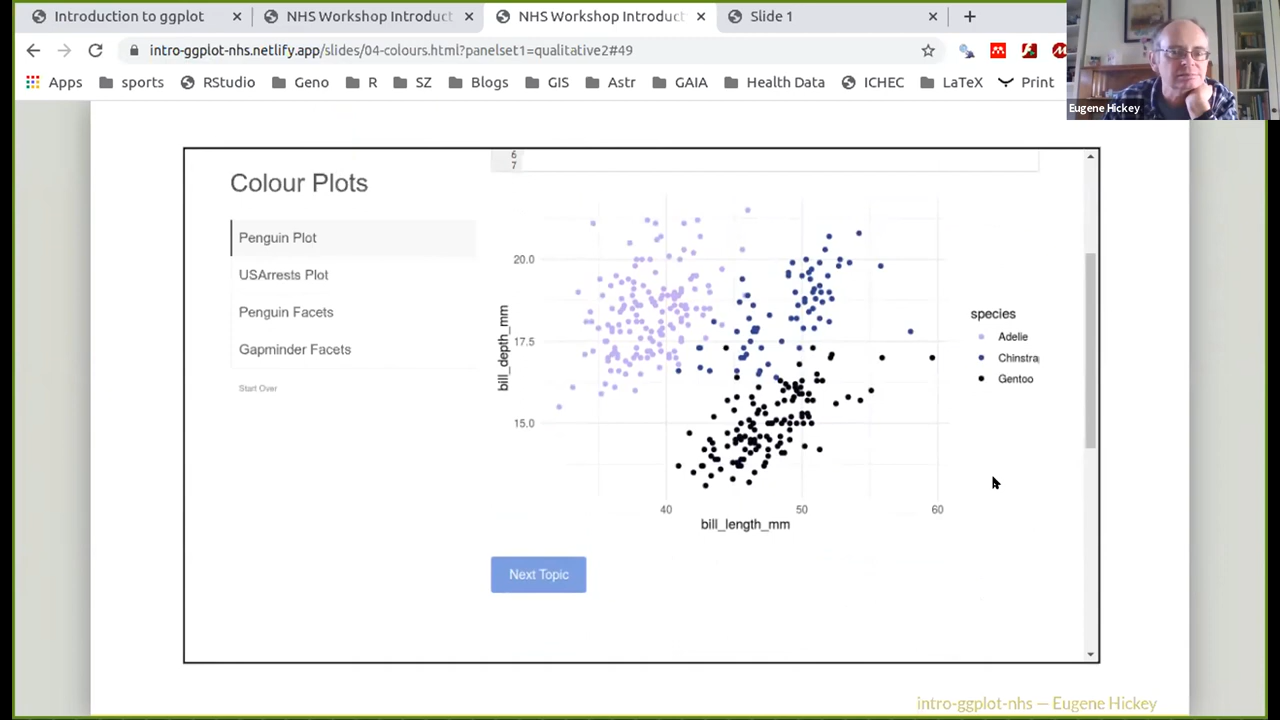 Introduction to ggplot
NHS Workshop Introduct
NHS Workshop Introduct
Slide 1
intro-ggplot-nhs.netlify.app/slides/04-colours.html?panelset1=qualitative2#49
Apps
sports
RStudio
Geno
R
SZ
Blogs
GIS
Astr
GAIA
Health Data
ICHEC
LaTeX
Print
Eugene Hickey
6
7
Colour Plots
Penguin Plot
USArrests Plot
Penguin Facets
Gapminder Facets
Start Over
20.0
17.5
15.0
bill_depth_mm
40
50
60
bill_length_mm
species
Adelie
Chinstra
Gentoo
Next Topic
intro-ggplot-nhs — Eugene Hickey